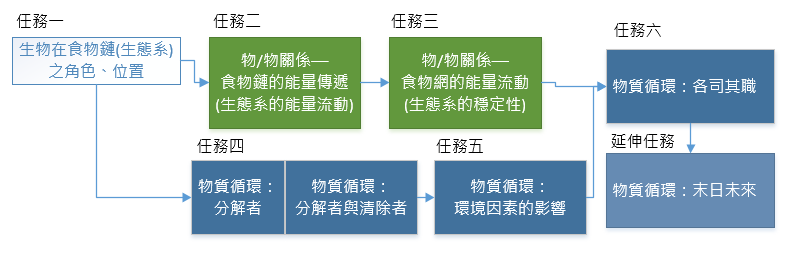 任務一
生物在食物鏈(生態系)
之角色、位置
任務二
物/物關係—
食物鏈的能量傳遞
(生態系的能量流動)
任務三
物/物關係—
食物網的能量流動
(生態系的穩定性)
任務四
物質循環：
分解者
物質循環：
分解者與清除者
任務五
物質循環：
環境因素的影響
任務六
物質循環：各司其職
延伸任務
物質循環：末日未來